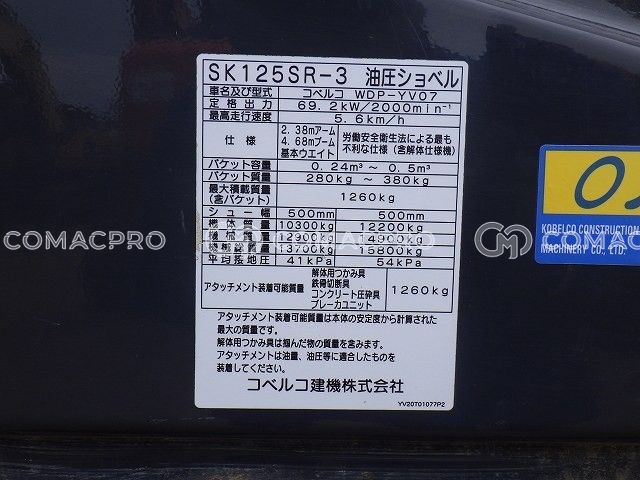 SK125SR-3 油圧ショベル
車名及び型式 コベルコ WDP-YV07
定格出力 69.2kW/2000min⁻¹
最高走行速度 5.6km/h
仕様 2.38mアーム 4.68mブーム 基本ウエイト 労働安全衛生法による最も不利な仕様（含解体仕様機）
バケット容量 0.24m³ ～ 0.5m³
バケット質量 280kg ～ 380kg
最大積載質量（含バケット） 1260kg
シュー幅 500mm 500mm
機体質量 10300kg 12200kg
機械質量 12900kg 14900kg
機械総質量 13700kg 15800kg
平均接地圧 41kPa 54kPa
アタッチメント装着可能質量 解体用つかみ具 鉄骨切断具 コンクリート圧砕具 ブレーカユニット 1260kg
アタッチメント装着可能質量は本体の安定度から計算された
最大の質量です。
解体用つかみ具は掴んだ物の質量を含みます。
アタッチメントは油量、油圧等に適合したものを
装着してください。
コベルコ建機株式会社
YV20T01077P2
KOBELCO CONSTRUCTION
MACHINERY CO., LTD.
COMACPRO
COMACPRO
COMACPRO